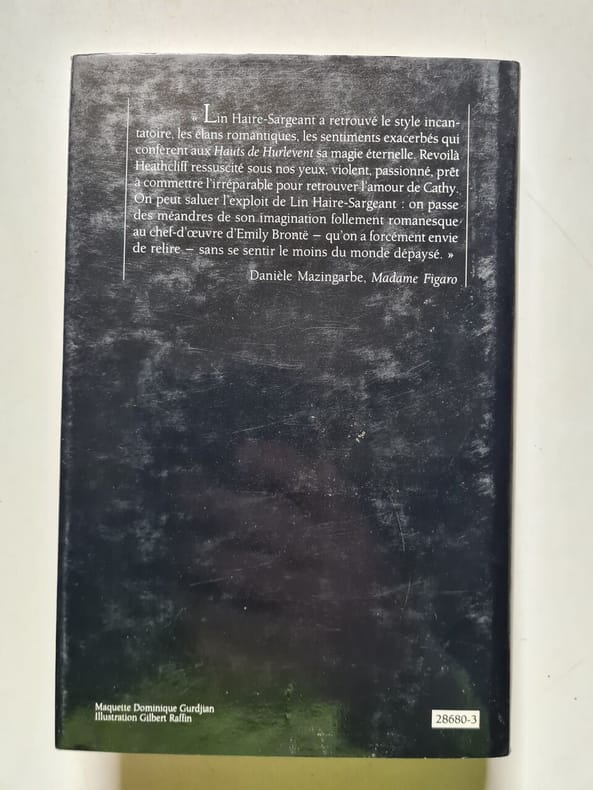 « Lin Haire-Sargeant a retrouvé le style incan-
tatoire, les élans romantiques, les sentiments exacerbés qui
confèrent aux Hauts de Hurlevent sa magie éternelle. Revoilà
Heathcliff ressuscité sous nos yeux, violent, passionné, prêt
à commettre l'irréparable pour retrouver l'amour de Cathy.
On peut saluer l'exploit de Lin Haire-Sargeant : on passe
des méandres de son imagination follement romanesque
au chef-d'œuvre d'Emily Brontë – qu'on a forcément envie
de relire – sans se sentir le moins du monde dépaysé. »
Danièle Mazingarbe, Madame Figaro
Maquette Dominique Gurdjian
Illustration Gilbert Raffin
28680-3